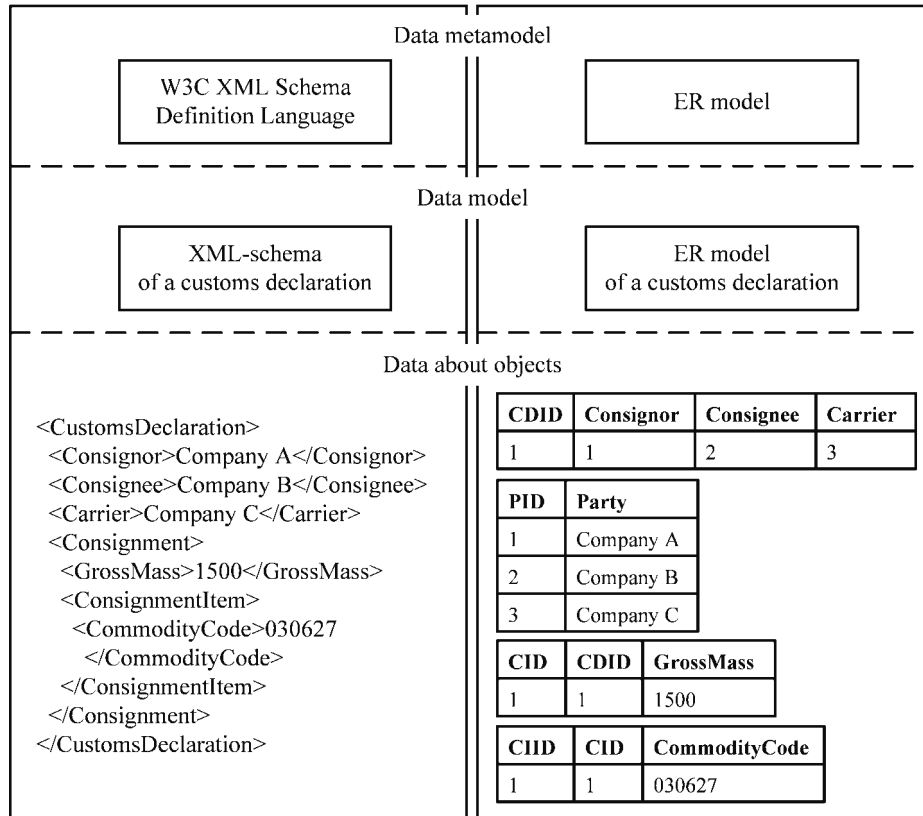 Data metamodel
W3C XML Schema
Definition Language
ER model
Data model
XML-schema
of a customs declaration
ER model
of a customs declaration
Data about objects
<CustomsDeclaration>
<Consignor>Company A</Consignor>
<Consignee>Company B</Consignee>
<Carrier>Company C</Carrier>
<Consignment>
<GrossMass>1500</GrossMass>
<ConsignmentItem>
<CommodityCode>030627
</CommodityCode>
</ConsignmentItem>
</Consignment>
</CustomsDeclaration>
CDID Consignor Consignee Carrier
1 1 2 3
PID Party
1 Company A
2 Company B
3 Company C
CID CDID GrossMass
1 1 1500
CIID CID CommodityCode
1 1 030627